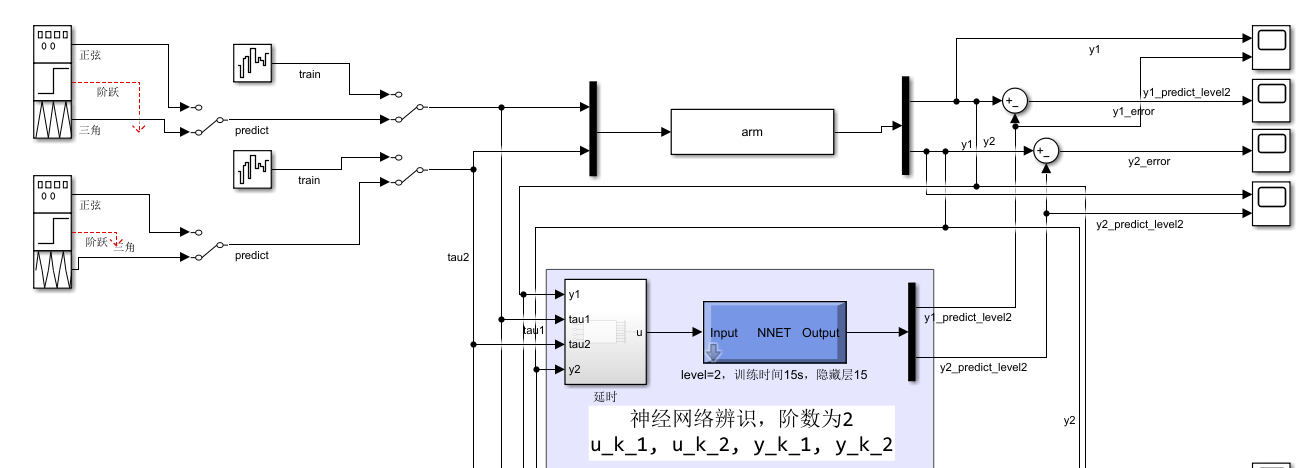 正弦
阶跃
三角
predict
train
train
正弦
阶跃
三角
predict
tau2
arm
y1
y1_predict_level2
y1_error
y1
y2
y2_error
y2_predict_level2
y1
tau1
tau1
tau2
y2
u
延时
Input
NNET
Output
level=2，训练时间15s，隐藏层15
y1_predict_level2
y2_predict_level2
神经网络辨识，阶数为2
u_k_1, u_k_2, y_k_1, y_k_2
y2